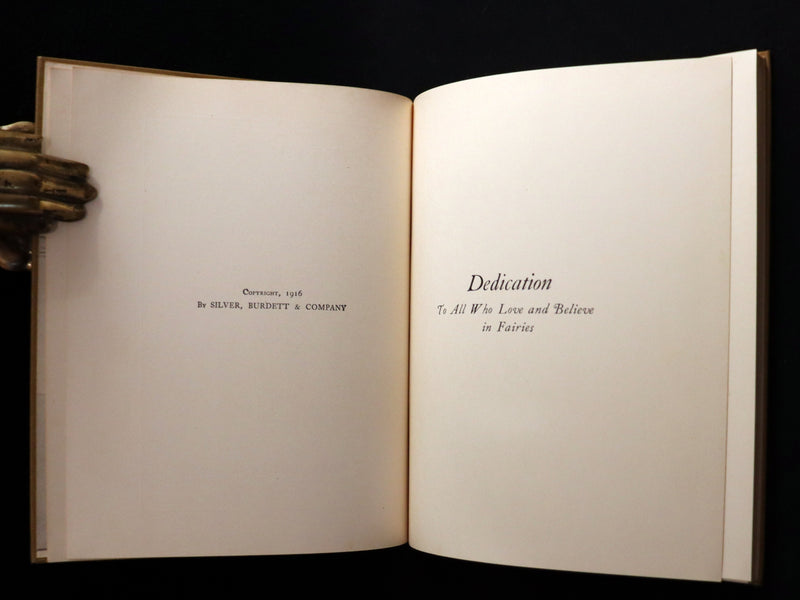 Copyright, 1916
By SILVER, BURDETT & COMPANY
Dedication
To All Who Love and Believe
in Fairies